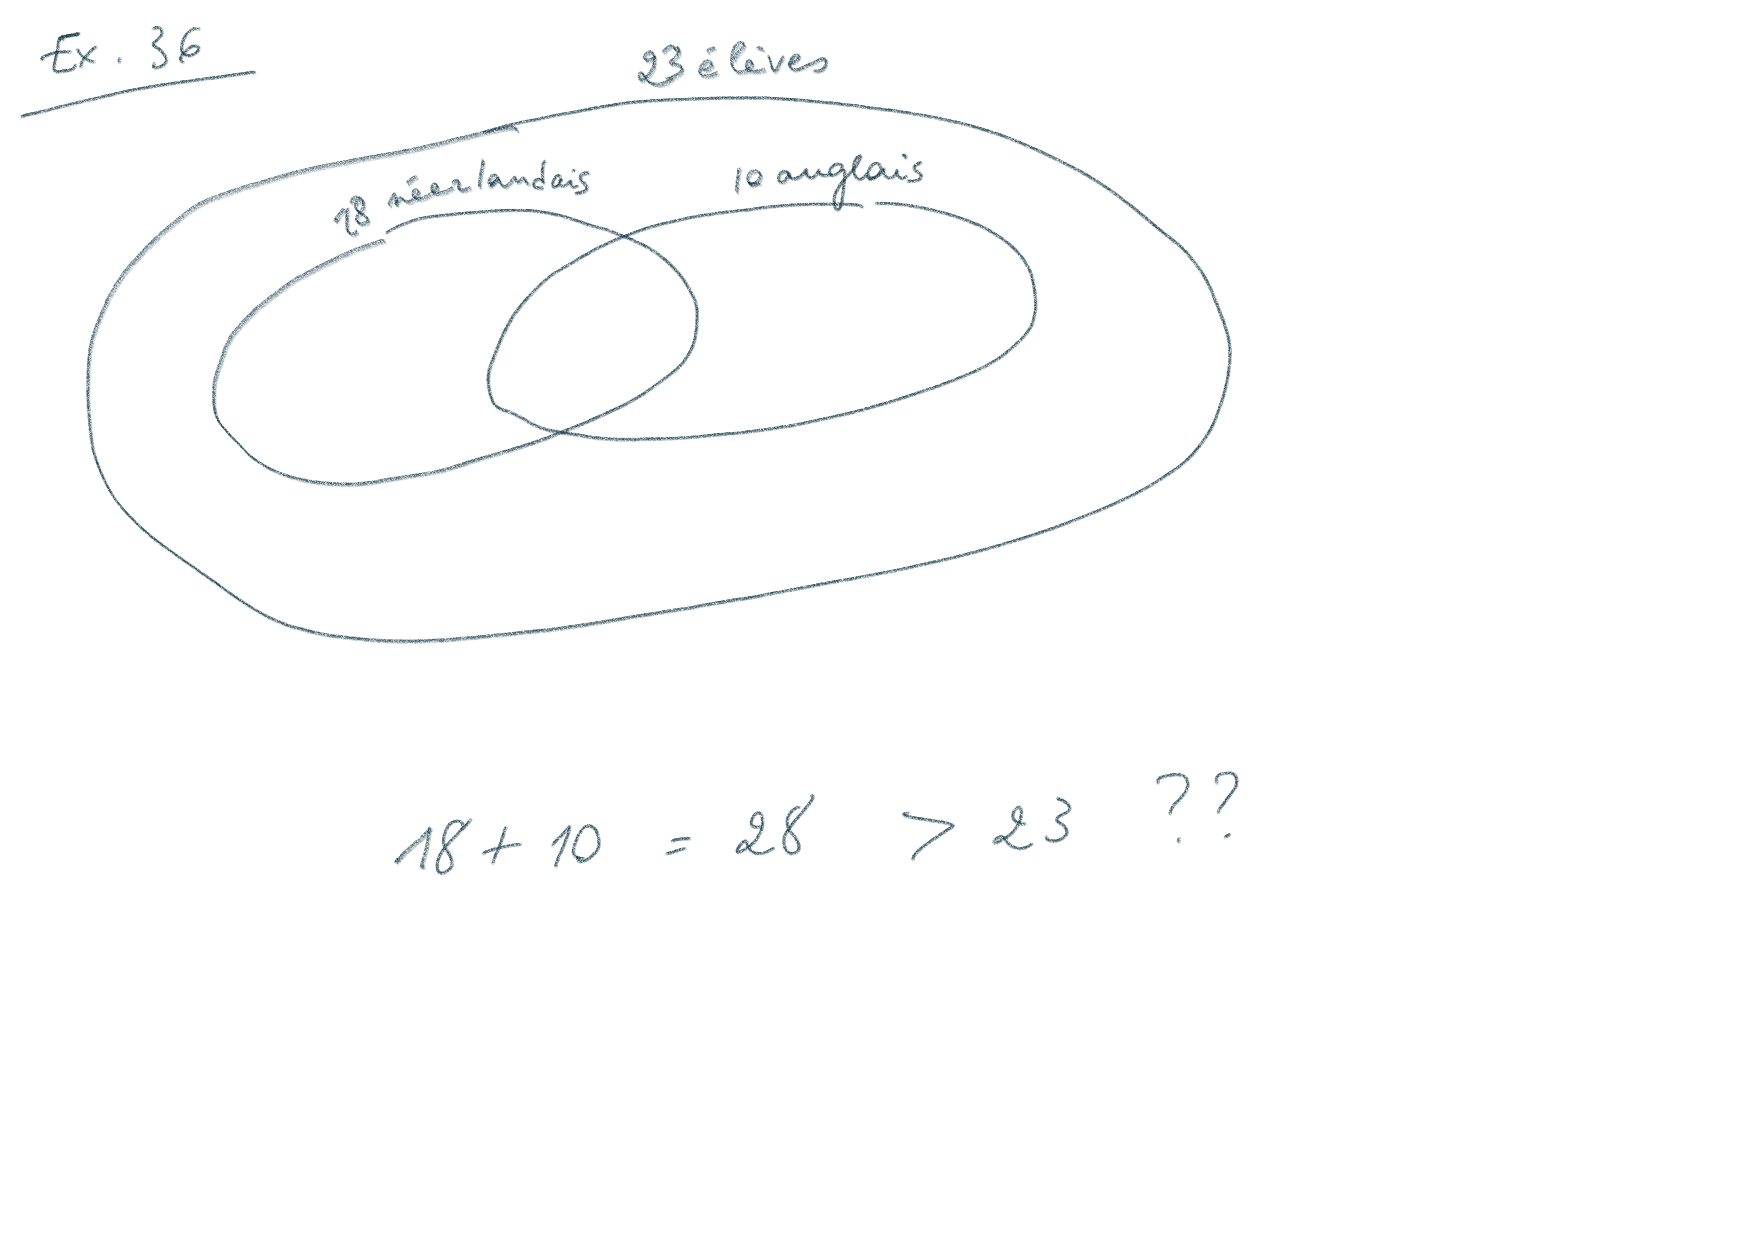 Ex. 36
23 élèves
18 néerlandais
10 anglais
18 + 10 = 28 > 23 ??